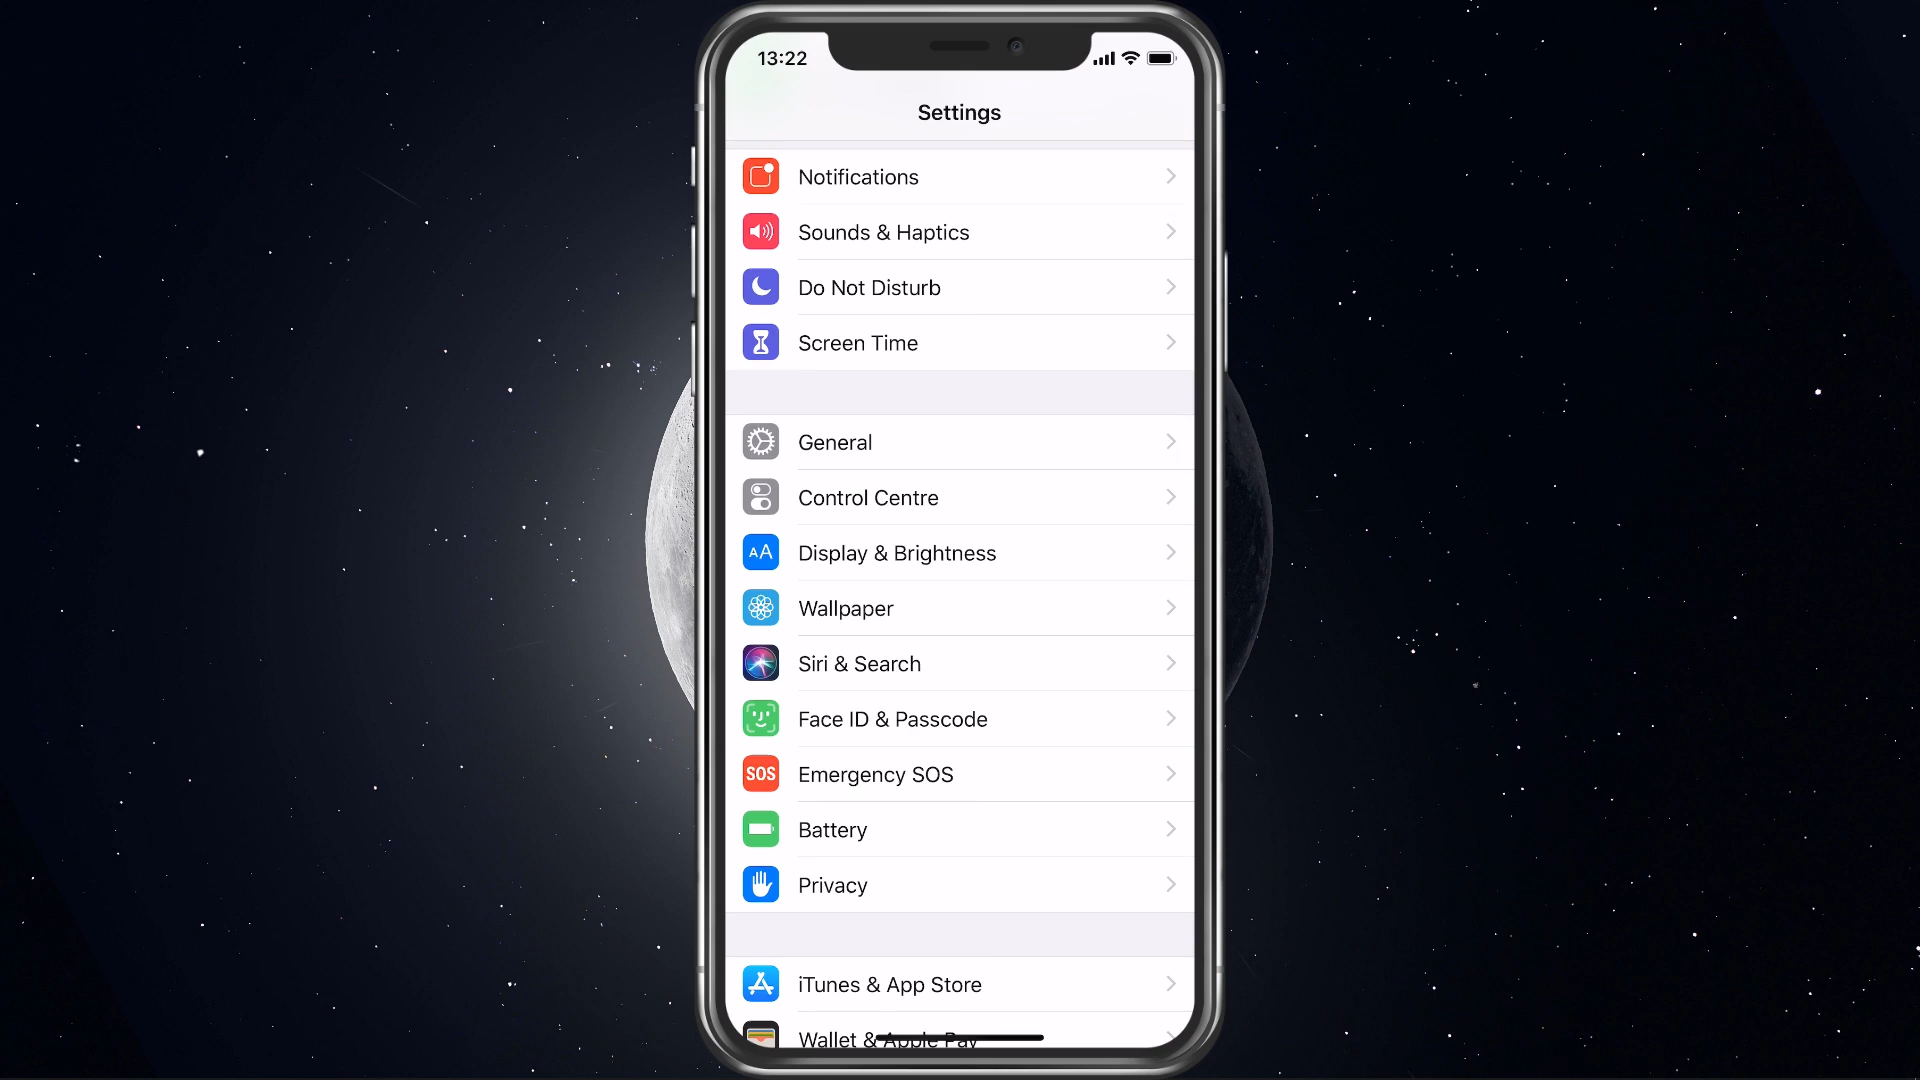 13:22
Settings
Notifications
Sounds & Haptics
Do Not Disturb
Screen Time
General
Control Centre
AA Display & Brightness
Wallpaper
Siri & Search
Face ID & Passcode
SOS Emergency SOS
Battery
Privacy
iTunes & App Store
Wallet & Apple Pay